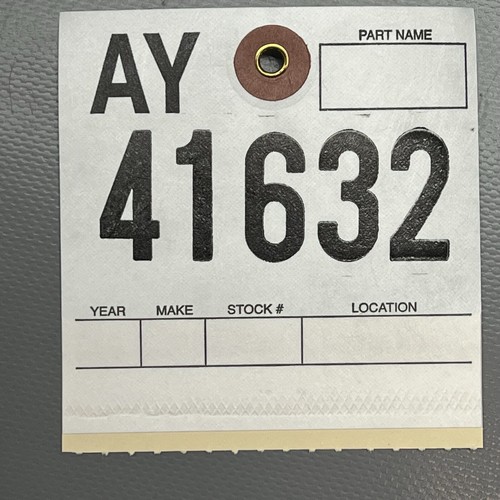 AY
PART NAME
41632
YEAR MAKE STOCK # LOCATION